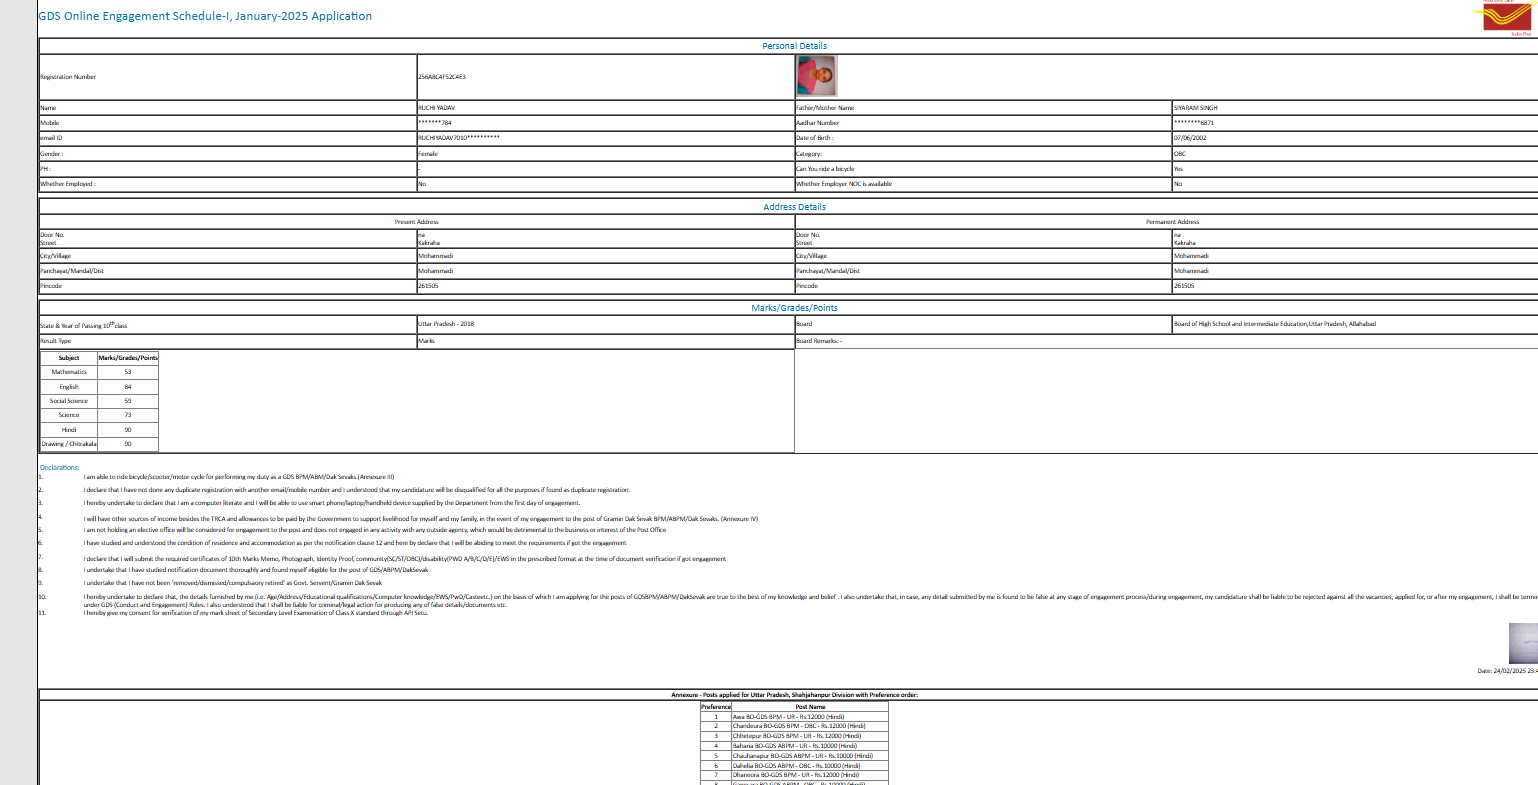 GDS Online Engagement Schedule-I, January-2025 Application
India Post
Personal Details
Registration Number 256A8C4F52C4E3
Name RUCHI YADAV Father/Mother Name SIYARAM SINGH
Mobile *******784 Aadhar Number ********6871
email ID RUCHIYADAV7010********** Date of Birth : 07/06/2002
Gender : Female Category: OBC
PH : - Can You ride a bicycle Yes
Whether Employed : No Whether Employer NOC is available No
Address Details
Present Address Permanent Address
Door No. na Door No. na
Street Kakraha Street Kakraha
City/Village Mohammadi City/Village Mohammadi
Panchayat/Mandal/Dist Mohammadi Panchayat/Mandal/Dist Mohammadi
Pincode 261505 Pincode 261505
Marks/Grades/Points
State & Year of Passing 10th class Uttar Pradesh - 2018 Board Board of High School and Intermediate Education,Uttar Pradesh, Allahabad
Result Type Marks Board Remarks: -
Subject Marks/Grades/Points
Mathematics 53
English 84
Social Science 59
Science 73
Hindi 90
Drawing / Chitrakala 90
Declarations:
1. I am able to ride bicycle/scooter/motor cycle for performing my duty as a GDS BPM/ABM/Dak Sevaks.(Annexure III)
2. I declare that I have not done any duplicate registration with another email/mobile number and I understood that my candidature will be disqualified for all the purposes if found as duplicate registration.
3. I hereby undertake to declare that I am a computer literate and I will be able to use smart phone/laptop/handheld device supplied by the Department from the first day of engagement.
4. I will have other sources of income besides the TRCA and allowances to be paid by the Government to support livelihood for myself and my family, in the event of my engagement to the post of Gramin Dak Sevak BPM/ABPM/Dak Sevaks. (Annexure IV)
5. I am not holding an elective office will be considered for engagement to the post and does not engaged in any activity with any outside agency, which would be detrimental to the business or interest of the Post Office
6. I have studied and understood the condition of residence and accommodation as per the notification clause 12 and here by declare that I will be abiding to meet the requirements if got the engagement
7. I declare that I will submit the required certificates of 10th Marks Memo, Photograph, Identity Proof, community(SC/ST/OBC)/disability(PWD A/B/C/D/E)/EWS in the prescribed format at the time of document verification if got engagement
8. I undertake that I have studied notification document thoroughly and found myself eligible for the post of GDS/ABPM/DakSevak
9. I undertake that I have not been 'removed/dismissed/compulsaory retired' as Govt. Servent/Gramin Dak Sevak
10. I hereby undertake to declare that, the details furnished by me (i.e. Age/Address/Educational qualifications/Computer knowledge/EWS/PwD/Casteetc.) on the basis of which I am applying for the posts of GDSBPM/ABPM/DakSevak are true to the best of my knowledge and belief . I also undertake that, in case, any detail submitted by me is found to be false at any stage of engagement process/during engagement, my candidature shall be liable to be rejected against all the vacancies, applied for, or after my engagement, I shall be termin
under GDS (Conduct and Engagement) Rules. I also understood that I shall be liable for criminal/legal action for producing any of false details/documents etc.
11. I hereby give my consent for verification of my mark sheet of Secondary Level Examination of Class X standard through API Setu.
Date: 24/02/2025 23:4
Annexure - Posts applied for Uttar Pradesh, Shahjahanpur Division with Preference order:
Preference Post Name
1 Awa BO-GDS BPM - UR - Rs.12000 (Hindi)
2 Chandeura BO-GDS BPM - OBC - Rs.12000 (Hindi)
3 Chhetepur BO-GDS BPM - UR - Rs.12000 (Hindi)
4 Baharia BO-GDS ABPM - UR - Rs.10000 (Hindi)
5 Chauhanapur BO-GDS ABPM - UR - Rs.10000 (Hindi)
6 Dahelia BO-GDS ABPM - OBC - Rs.10000 (Hindi)
7 Dhaneora BO-GDS BPM - UR - Rs.12000 (Hindi)